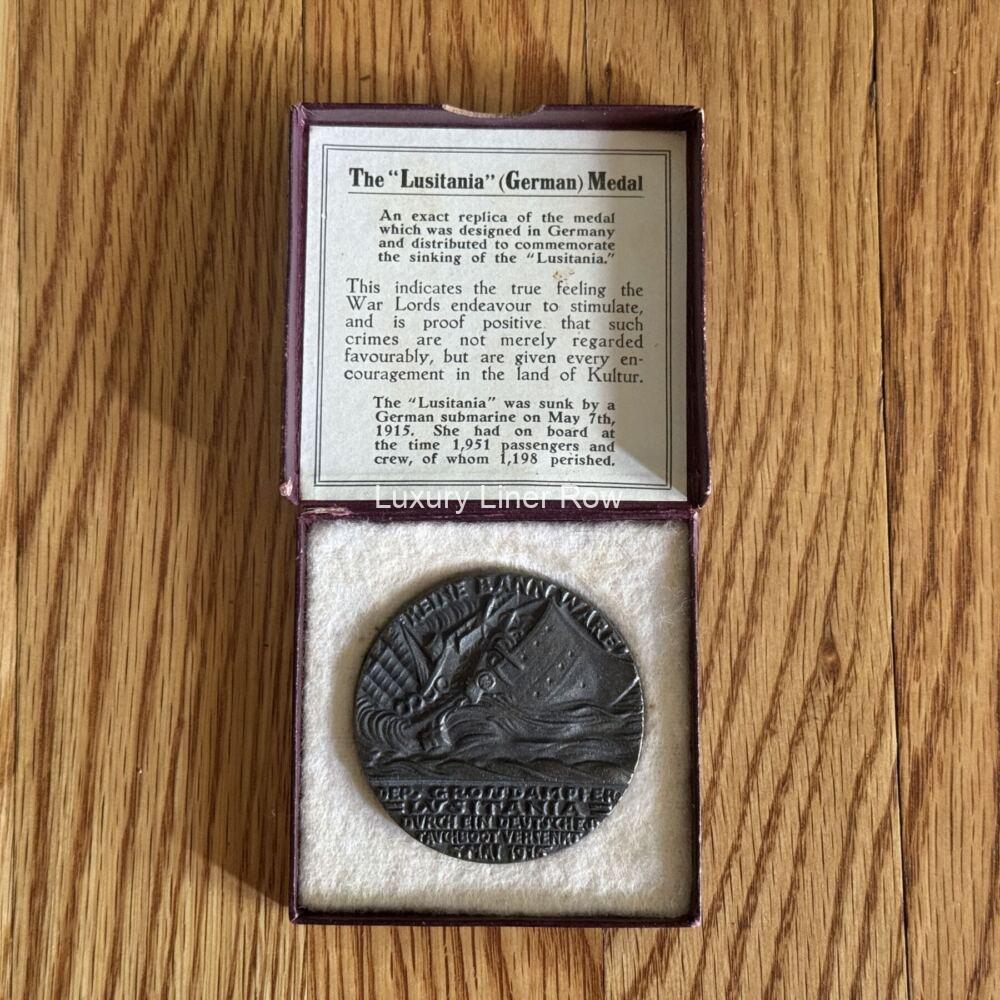 The "Lusitania" (German) Medal
An exact replica of the medal
which was designed in Germany
and distributed to commemorate
the sinking of the "Lusitania."
This indicates the true feeling the
War Lords endeavour to stimulate,
and is proof positive that such
crimes are not merely regarded
favourably, but are given every en-
couragement in the land of Kultur.
The "Lusitania" was sunk by a
German submarine on May 7th,
1915. She had on board at
the time 1,951 passengers and
crew, of whom 1,198 perished.
Luxury Liner Row
KEINE BANNWARE!
DER GROSSDAMPFER
LUSITANIA
DURCH EIN DEUTSCHES
TAUCHBOOT VERSENKT
MAI 1915